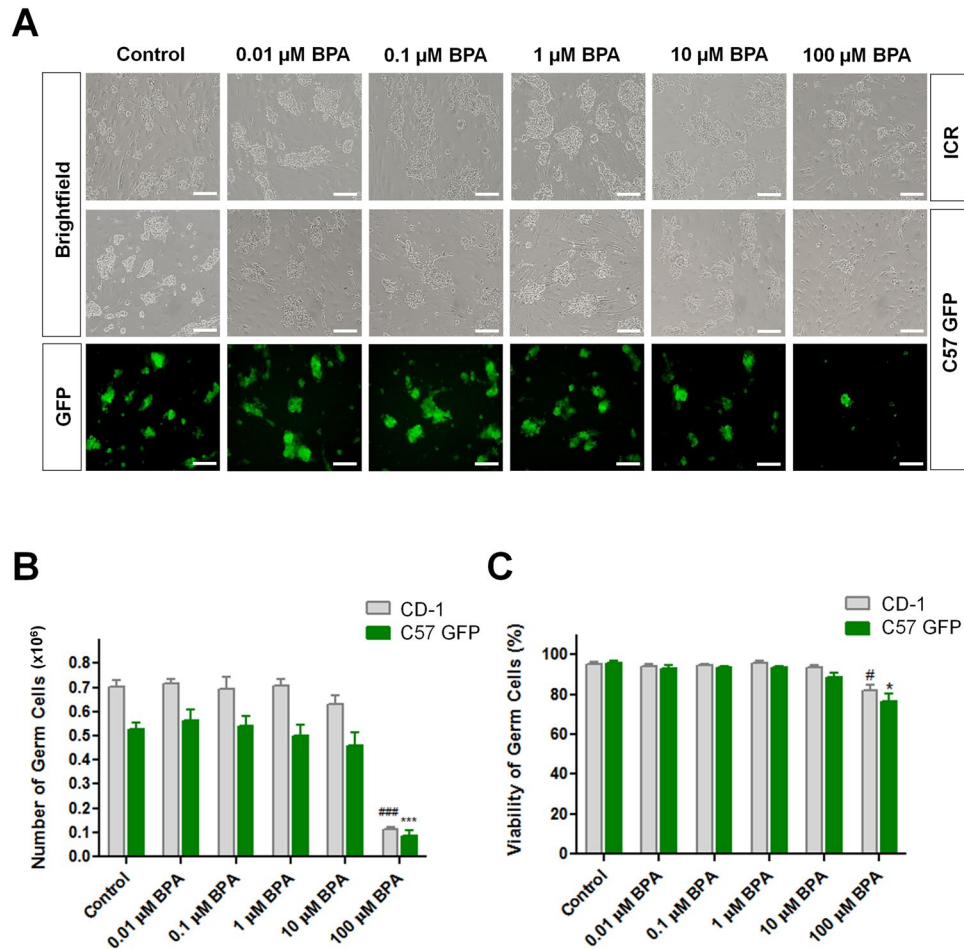 A
Control 0.01 µM BPA 0.1 µM BPA 1 µM BPA 10 µM BPA 100 µM BPA
Brightfield
ICR
C57 GFP
GFP
B
CD-1
C57 GFP
Number of Germ Cells (x10⁶)
0.8
0.7
0.6
0.5
0.4
0.3
0.2
0.1
0.0
###
***
Control 0.01 µM BPA 0.1 µM BPA 1 µM BPA 10 µM BPA 100 µM BPA
C
CD-1
C57 GFP
Viability of Germ Cells (%)
100
80
60
40
20
0
#
*
Control 0.01 µM BPA 0.1 µM BPA 1 µM BPA 10 µM BPA 100 µM BPA